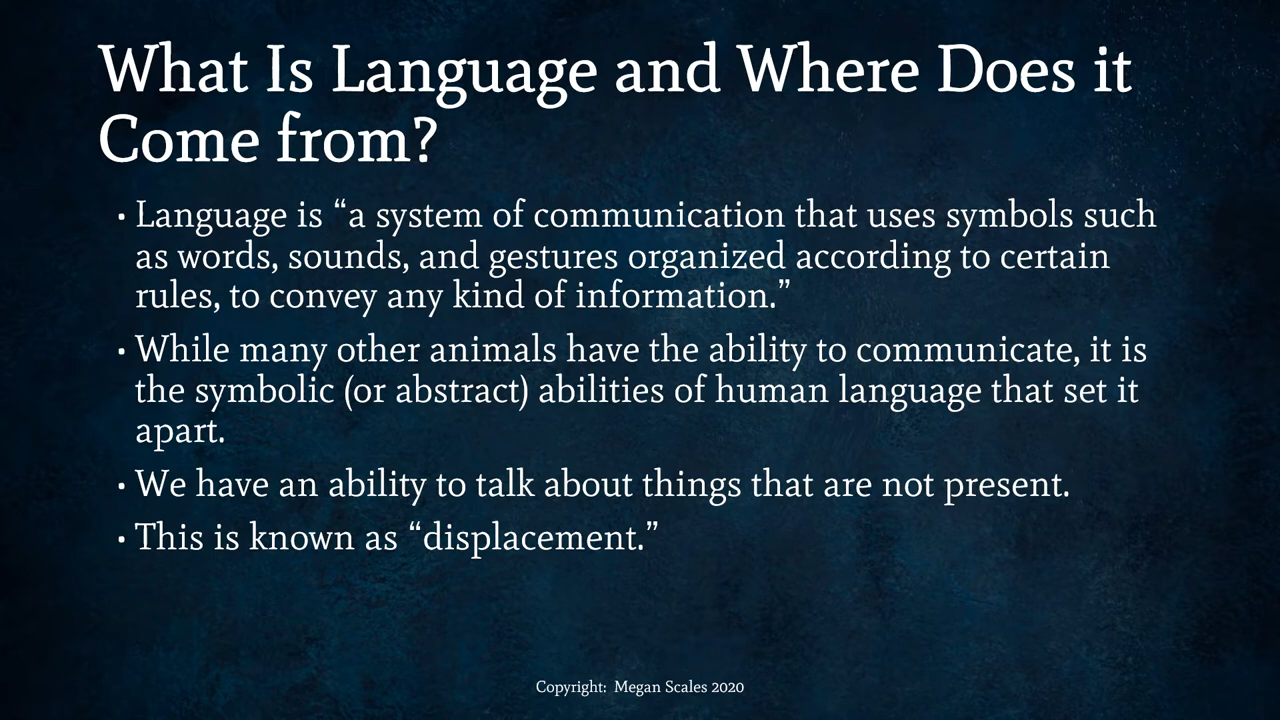 What Is Language and Where Does it
Come from?
• Language is “a system of communication that uses symbols such
as words, sounds, and gestures organized according to certain
rules, to convey any kind of information.”
• While many other animals have the ability to communicate, it is
the symbolic (or abstract) abilities of human language that set it
apart.
• We have an ability to talk about things that are not present.
• This is known as “displacement.”
Copyright:  Megan Scales 2020